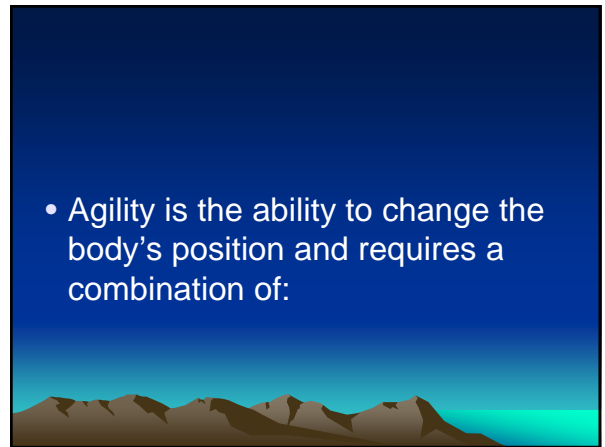 • Agility is the ability to change the
body’s position and requires a
combination of: